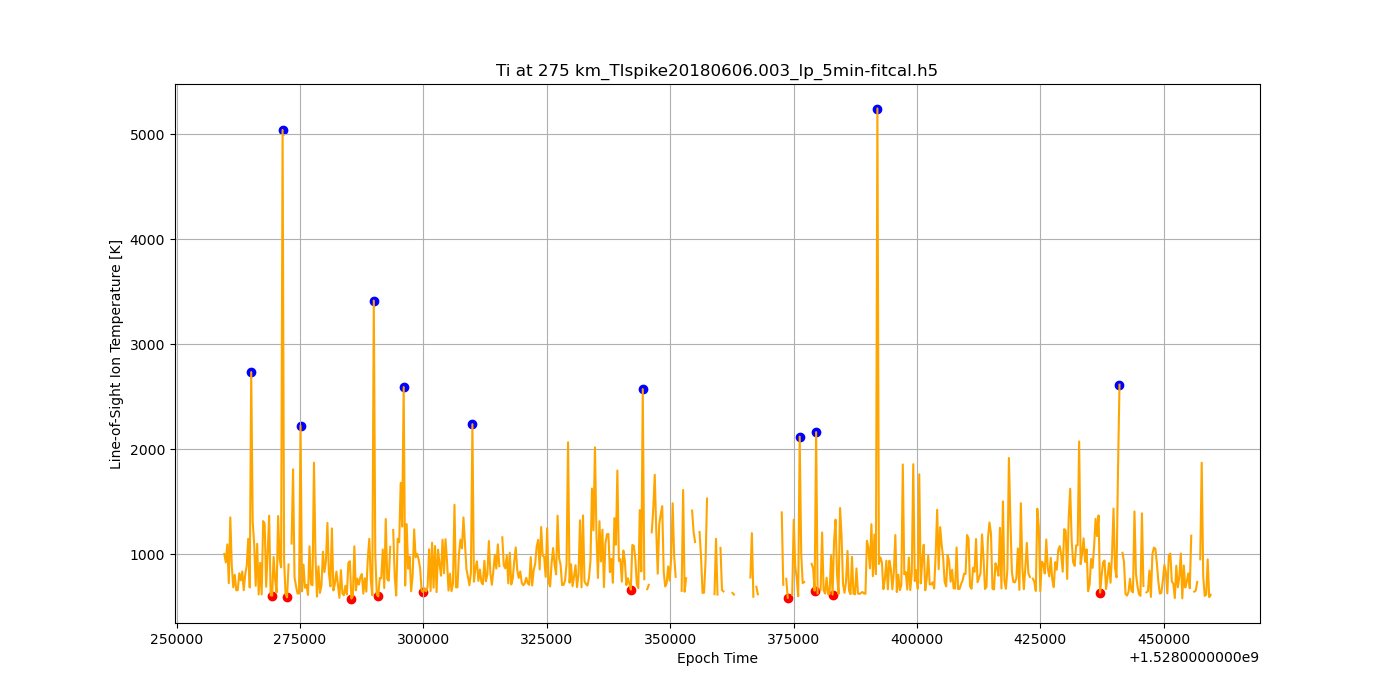 Ti at 275 km_TIspike20180606.003_lp_5min-fitcal.h5
Line-of-Sight Ion Temperature [K]
5000
4000
3000
2000
1000
250000 275000 300000 325000 350000 375000 400000 425000 450000
Epoch Time
+1.5280000000e9